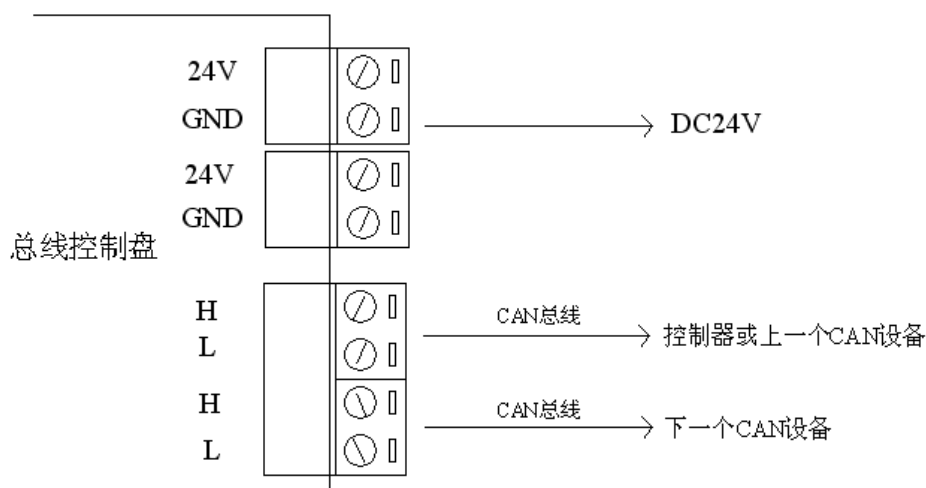 24V
GND
DC24V
24V
GND
总线控制盘
H
CAN总线
控制器或上一个CAN设备
L
H
CAN总线
下一个CAN设备
L